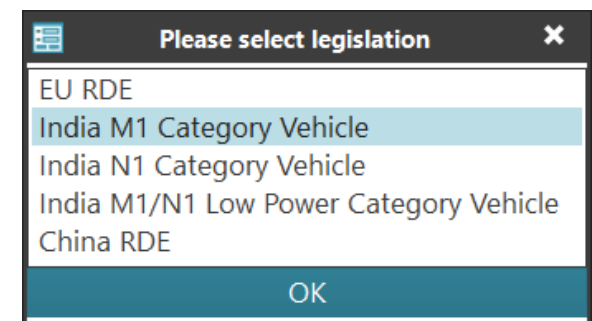 Please select legislation
EU RDE
India M1 Category Vehicle
India N1 Category Vehicle
India M1/N1 Low Power Category Vehicle
China RDE
OK